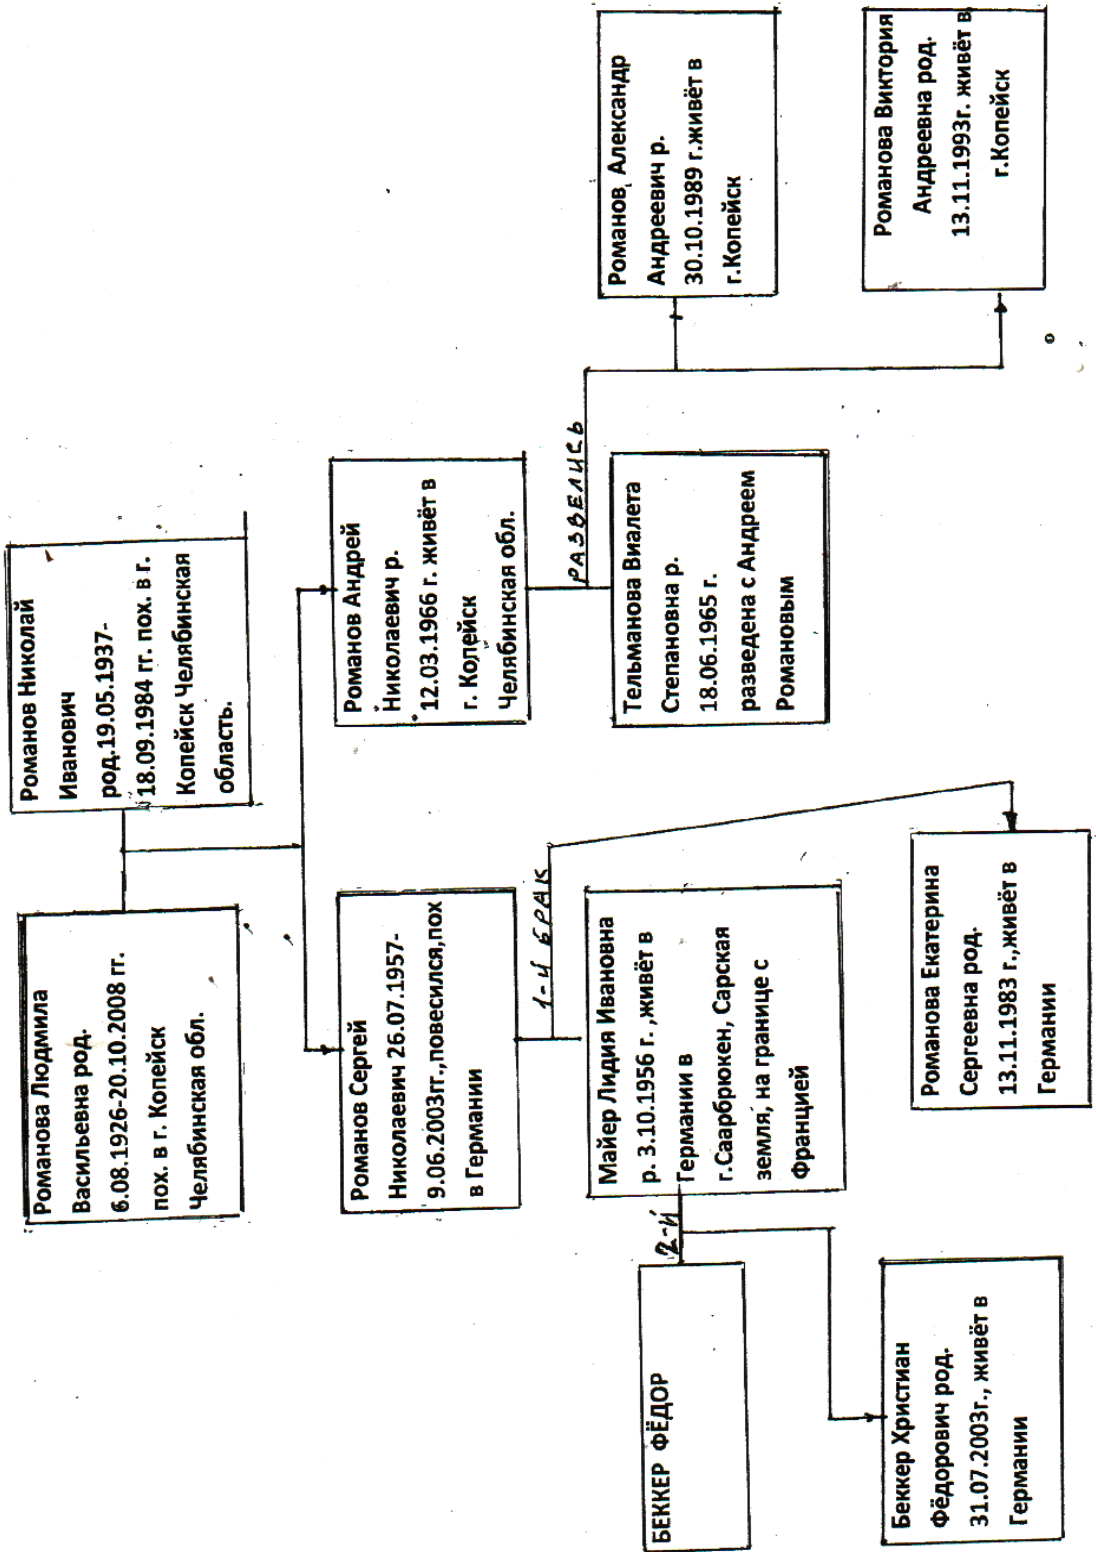 Романова Людмила
Васильевна род.
6.08.1926-20.10.2008 гг.
пох. в г. Копейск
Челябинская обл.
Романов Николай
Иванович
род.19.05.1937-
18.09.1984 гг. пох. в г.
Копейск Челябинская
область.
Романов Сергей
Николаевич 26.07.1957-
9.06.2003гг.,повесился,пох
в Германии
Романов Андрей
Николаевич р.
12.03.1966 г. живёт в
г. Копейск
Челябинская обл.
1-й БРАК
РАЗВЕЛИСЬ
БЕККЕР ФЁДОР
2-й
Майер Лидия Ивановна
р. 3.10.1956 г. ,живёт в
Германии в
г.Саарбрюкен, Сарская
земля, на границе с
Францией
Тельманова Виалета
Степановна р.
18.06.1965 г.
разведена с Андреем
Романовым
Романов Александр
Андреевич р.
30.10.1989 г.живёт в
г.Копейск
Беккер Христиан
Фёдорович род.
31.07.2003г., живёт в
Германии
Романова Екатерина
Сергеевна род.
13.11.1983 г.,живёт в
Германии
Романова Виктория
Андреевна род.
13.11.1993г. живёт в
г.Копейск